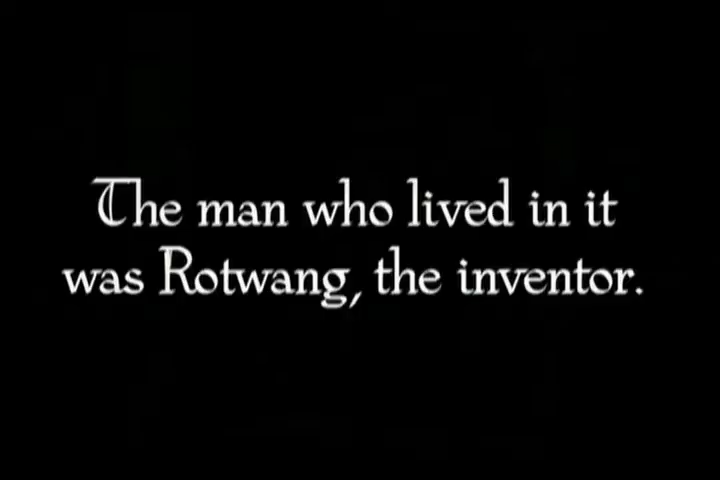 The man who lived in it
was Rotwang, the inventor.